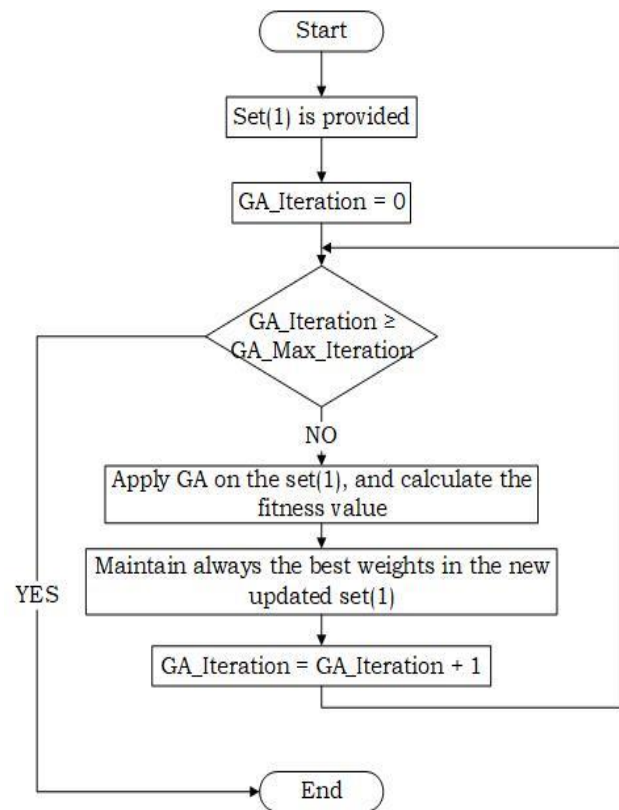 Start
Set(1) is provided
GA_Iteration = 0
GA_Iteration ≥
GA_Max_Iteration
NO
Apply GA on the set(1), and calculate the
fitness value
Maintain always the best weights in the new
updated set(1)
YES
GA_Iteration = GA_Iteration + 1
End